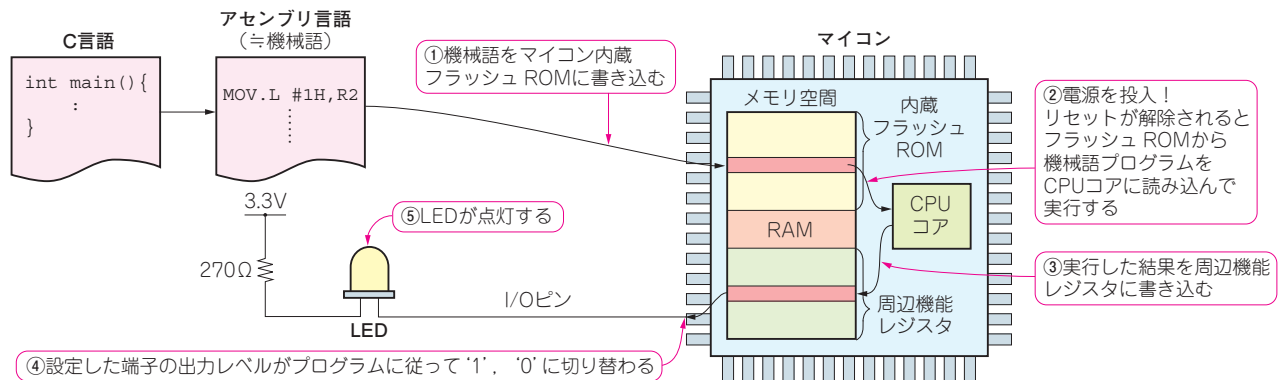 C言語
int main(){
:
}
アセンブリ言語
(≒機械語)
MOV.L #1H,R2
①機械語をマイコン内蔵
フラッシュ ROMに書き込む
マイコン
メモリ空間
内蔵
フラッシュ
ROM
RAM
CPU
コア
周辺機能
レジスタ
②電源を投入！
リセットが解除されると
フラッシュ ROMから
機械語プログラムを
CPUコアに読み込んで
実行する
③実行した結果を周辺機能
レジスタに書き込む
3.3V
270Ω
⑤LEDが点灯する
LED
I/Oピン
④設定した端子の出力レベルがプログラムに従って‘1’，‘0’に切り替わる